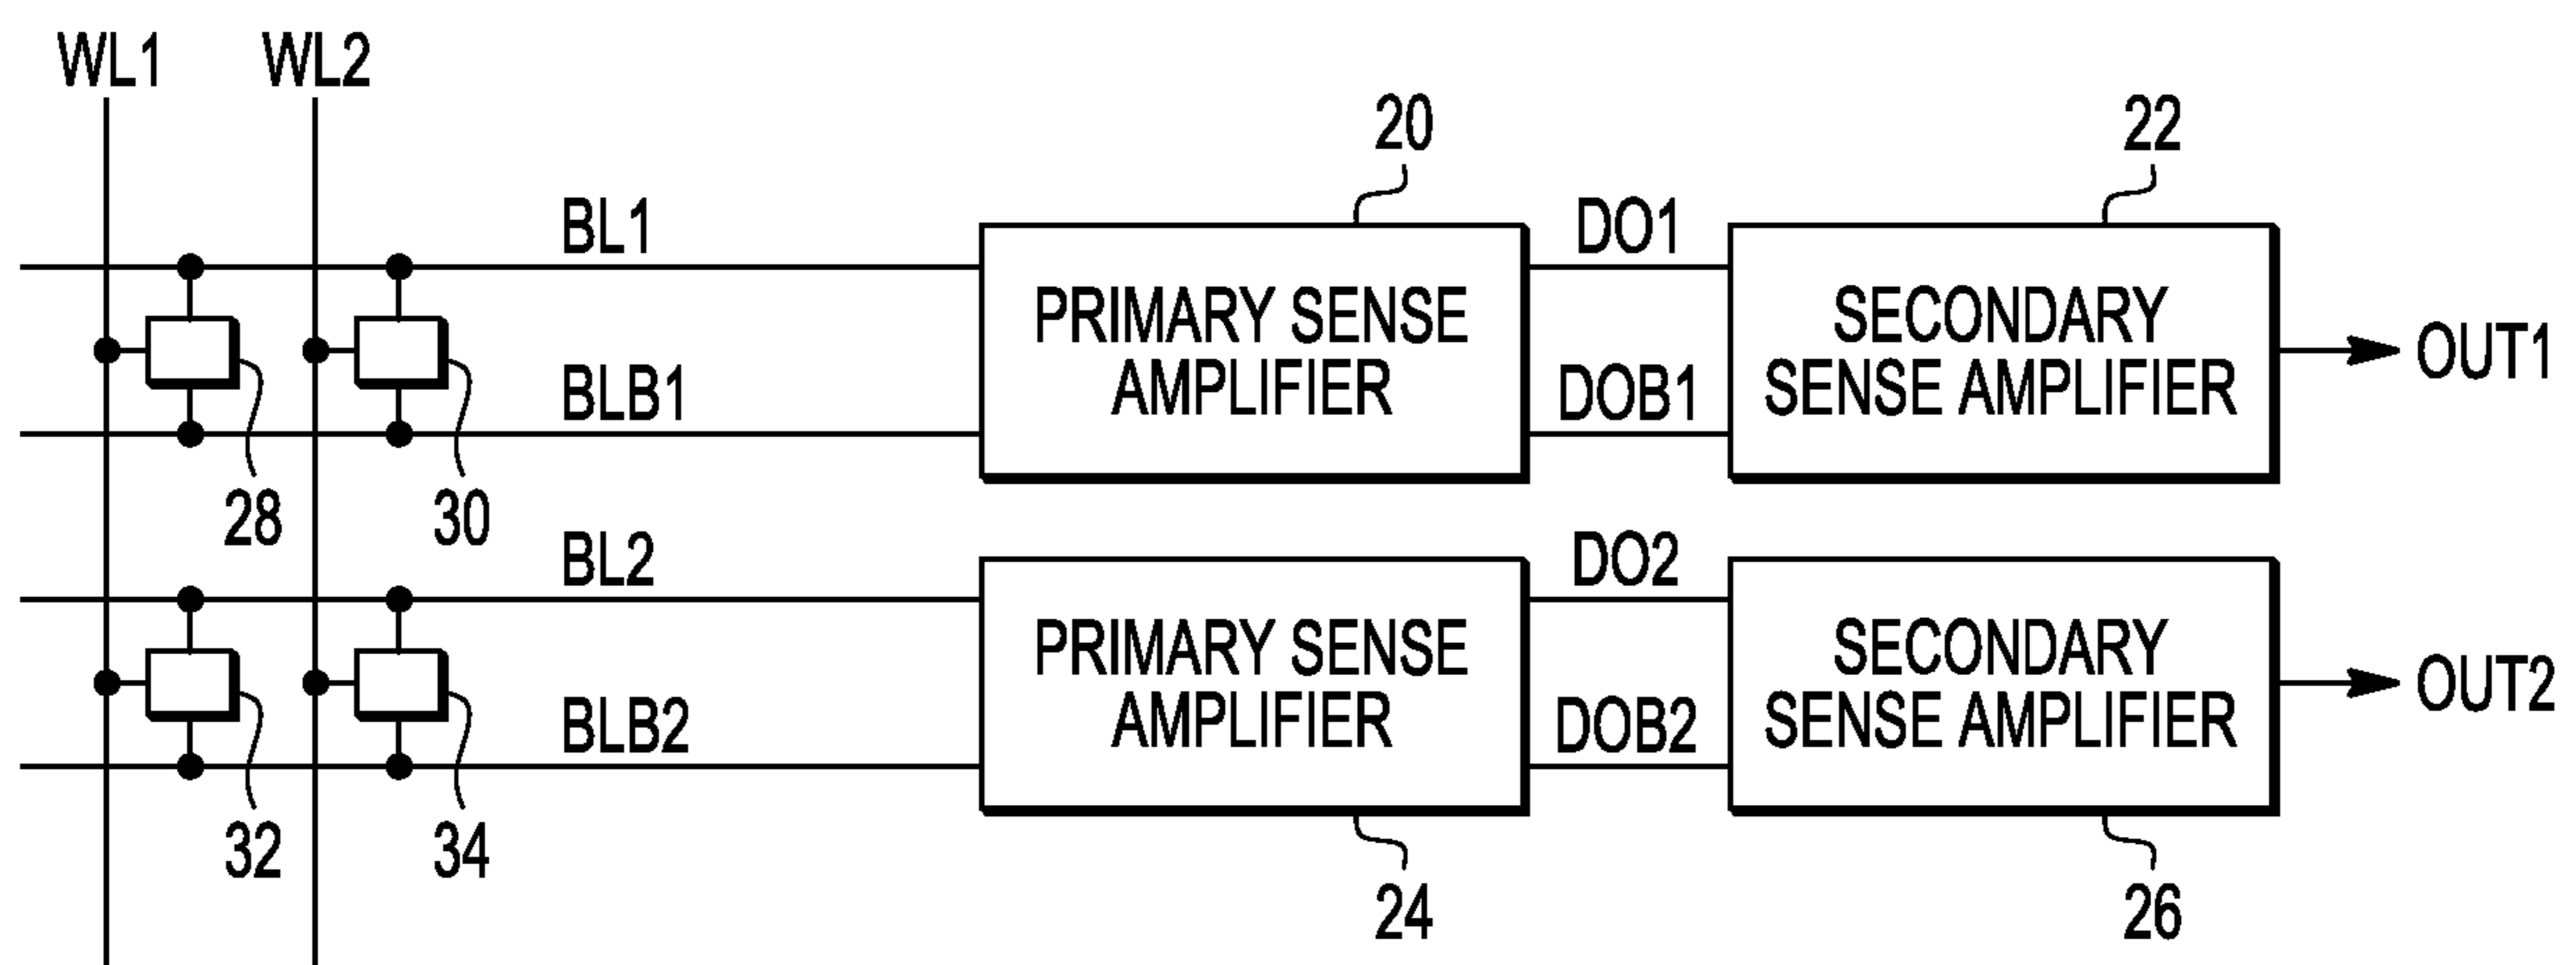 WL1 WL2
20 22
BL1 DO1
PRIMARY SENSE
AMPLIFIER
SECONDARY
SENSE AMPLIFIER
OUT1
BLB1 DOB1
28 30
BL2 DO2
PRIMARY SENSE
AMPLIFIER
SECONDARY
SENSE AMPLIFIER
OUT2
BLB2 DOB2
32 34
24 26